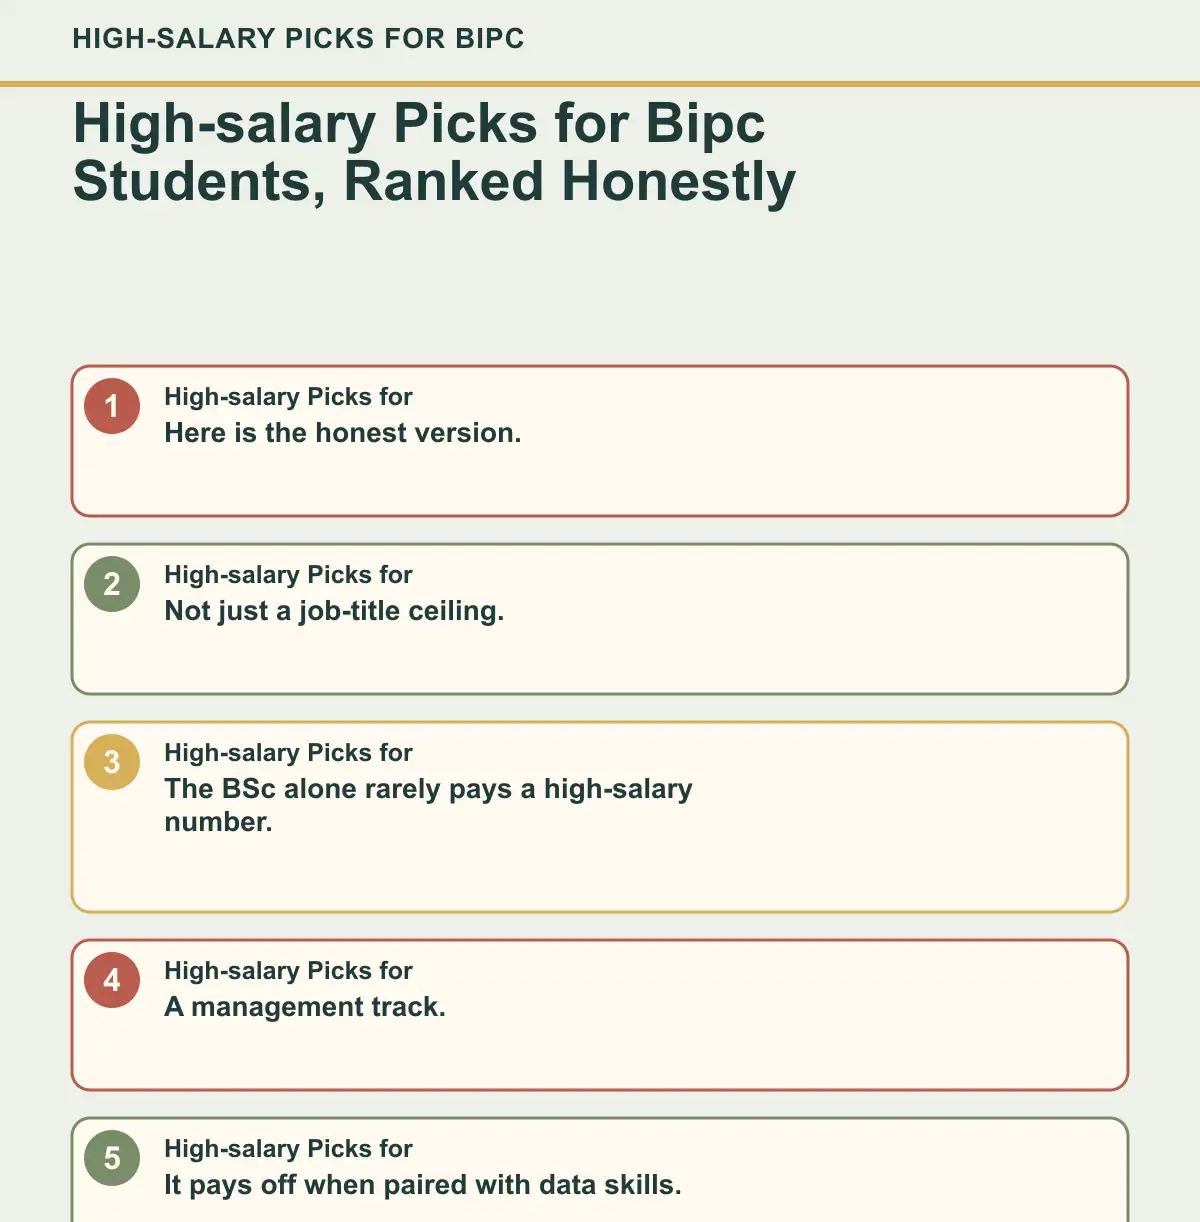 HIGH-SALARY PICKS FOR BIPC
High-salary Picks for Bipc
Students, Ranked Honestly
1
High-salary Picks for
Here is the honest version.
2
High-salary Picks for
Not just a job-title ceiling.
3
High-salary Picks for
The BSc alone rarely pays a high-salary
number.
4
High-salary Picks for
A management track.
5
High-salary Picks for
It pays off when paired with data skills.